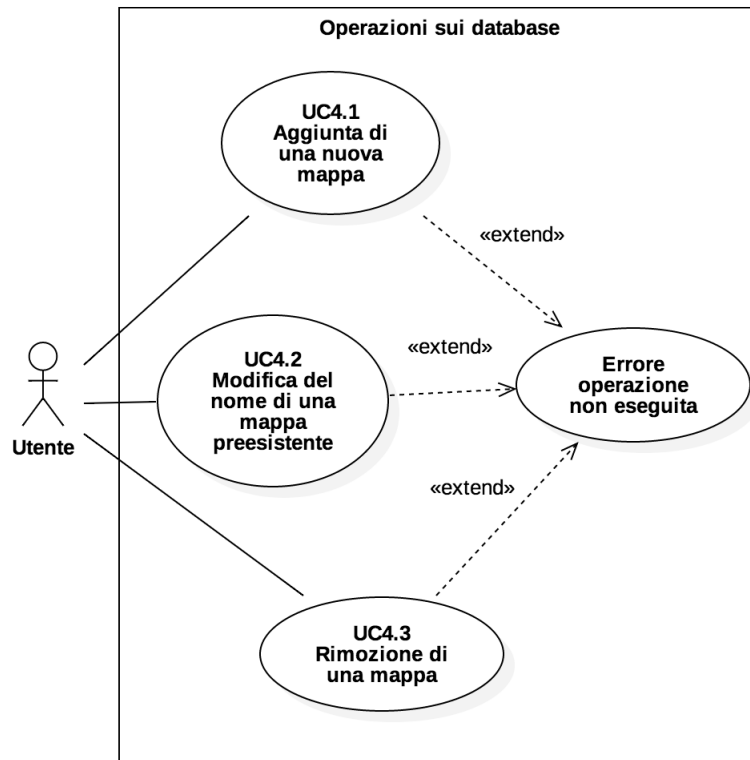 Operazioni sui database
UC4.1
Aggiunta di
una nuova
mappa
«extend»
UC4.2
Modifica del
nome di una
mappa
preesistente
«extend»
Errore
operazione
non eseguita
Utente
«extend»
UC4.3
Rimozione di
una mappa